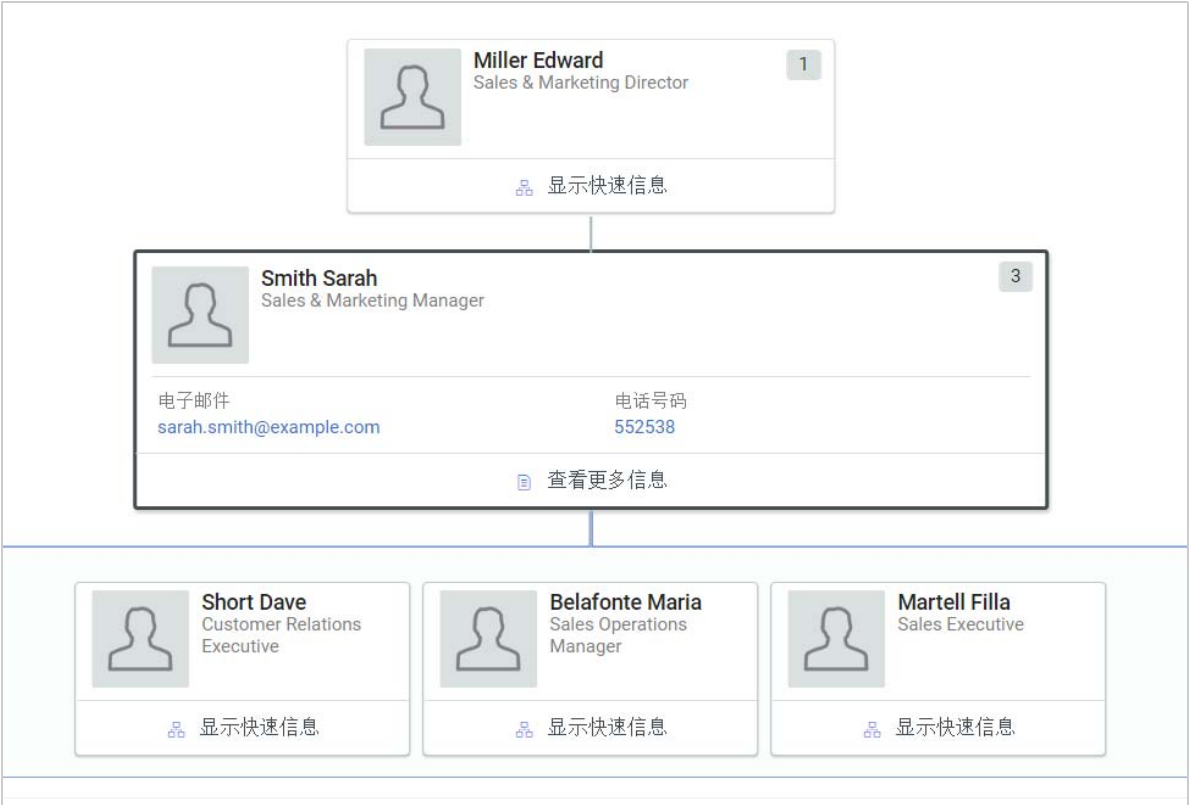 Miller Edward
1
Sales & Marketing Director
显示快速信息
Smith Sarah
3
Sales & Marketing Manager
电子邮件
电话号码
sarah.smith@example.com
552538
查看更多信息
Short Dave
Customer Relations
Executive
显示快速信息
Belafonte Maria
Sales Operations
Manager
显示快速信息
Martell Filla
Sales Executive
显示快速信息